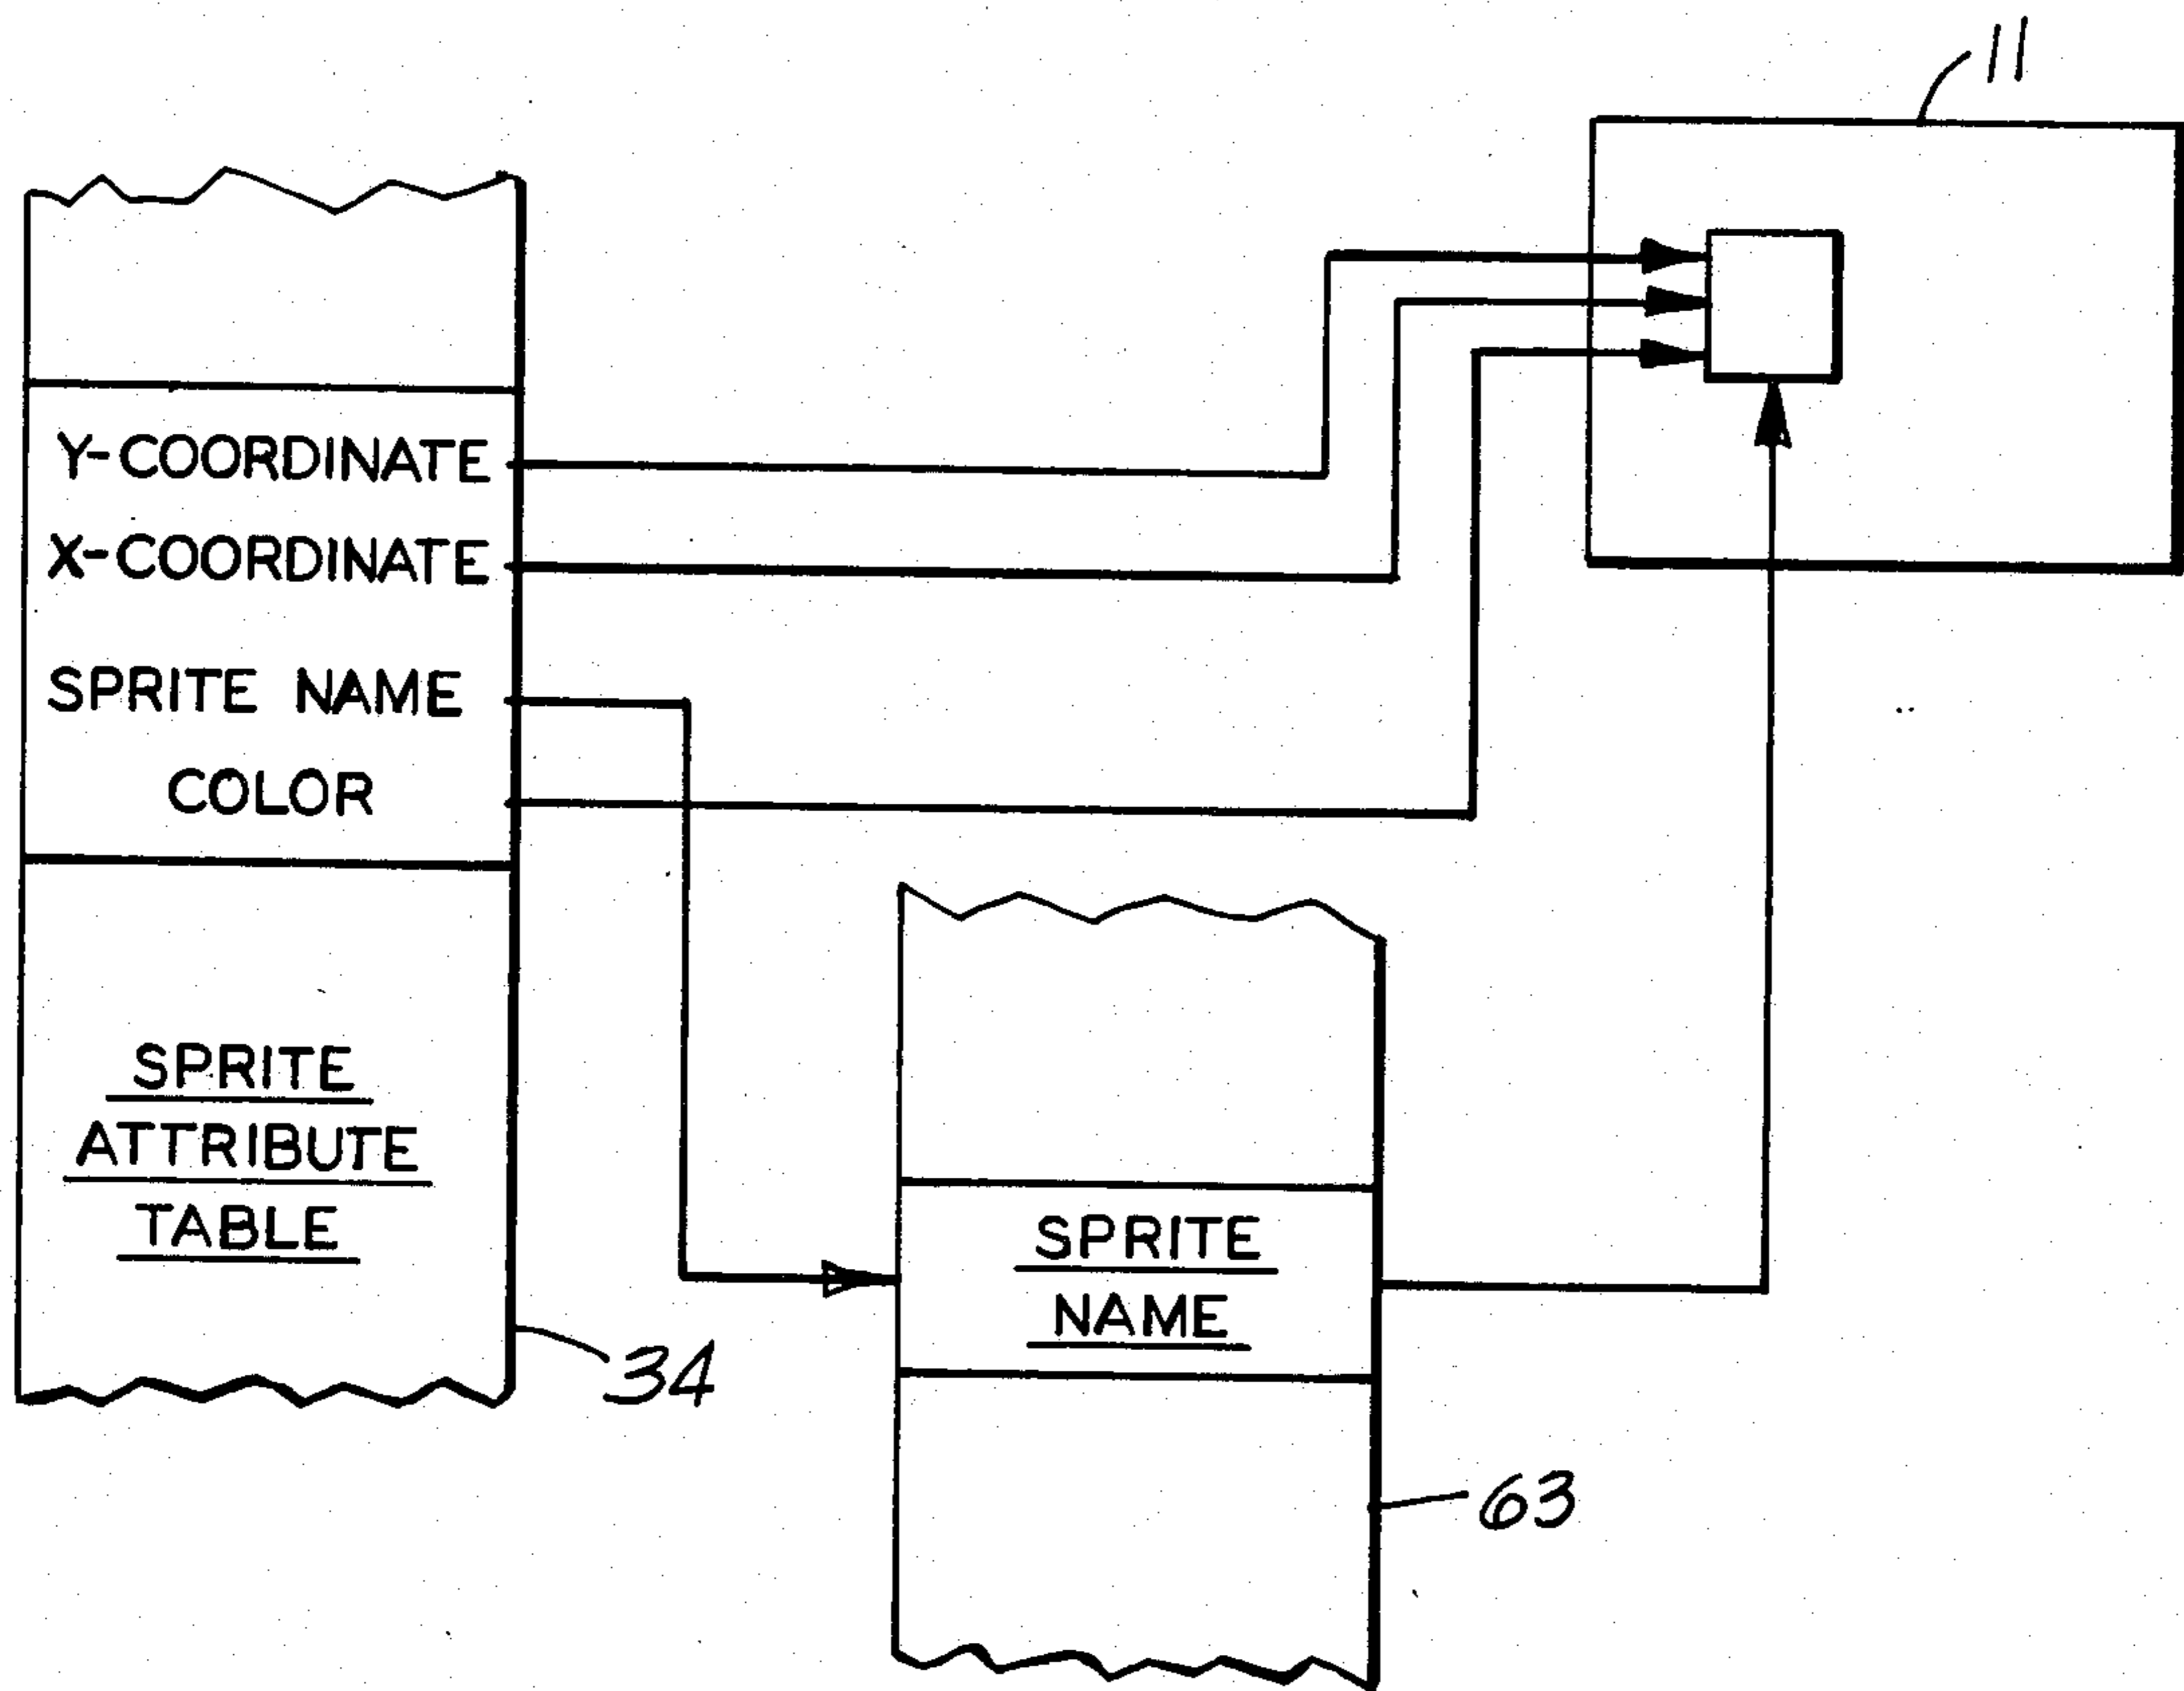 11
Y-COORDINATE
X-COORDINATE
SPRITE NAME
COLOR
SPRITE
ATTRIBUTE
TABLE
34
SPRITE
NAME
63